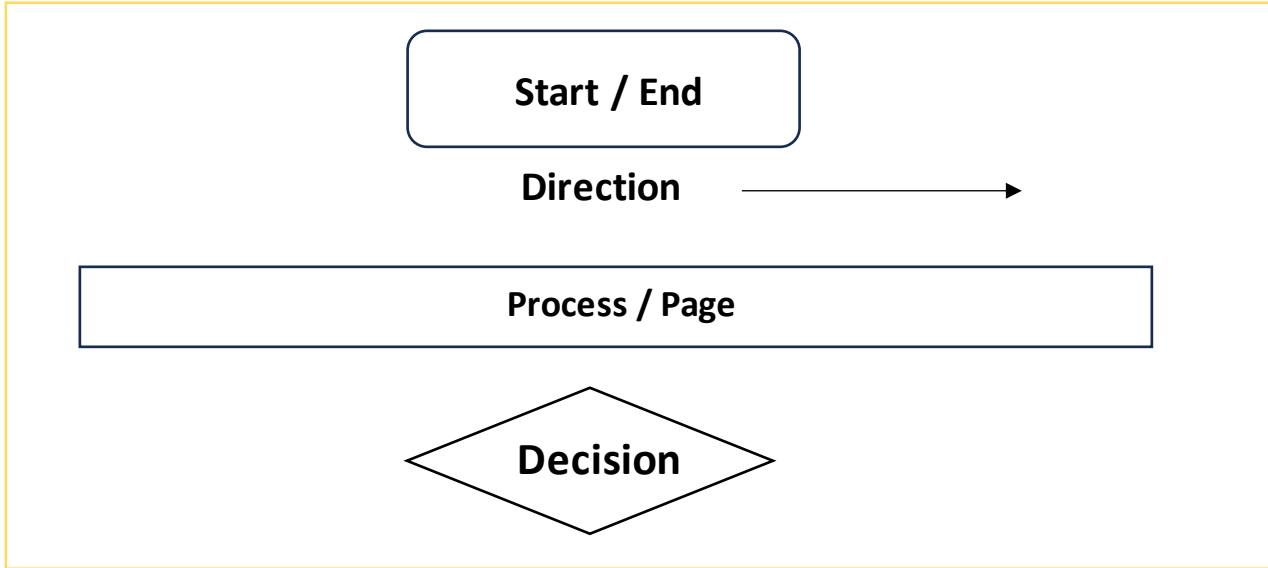 Start / End
Direction
Process / Page
Decision